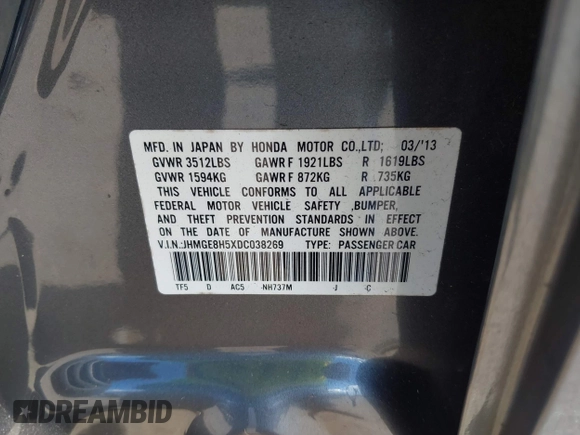 MFD. IN JAPAN BY HONDA MOTOR CO.,LTD; 03/'13
GVWR 3512LBS GAWR F 1921LBS R 1619LBS
GVWR 1594KG GAWR F 872KG R 735KG
THIS VEHICLE CONFORMS TO ALL APPLICABLE
FEDERAL MOTOR VEHICLE SAFETY ,BUMPER,
AND THEFT PREVENTION STANDARDS IN EFFECT
ON THE DATE OF MANUFACTURE SHOWN ABOVE.
V.I.N.:JHMGE8H5XDC038269 TYPE: PASSENGER CAR
TF5 D AC5 -NH737M -J -C
DREAMBID